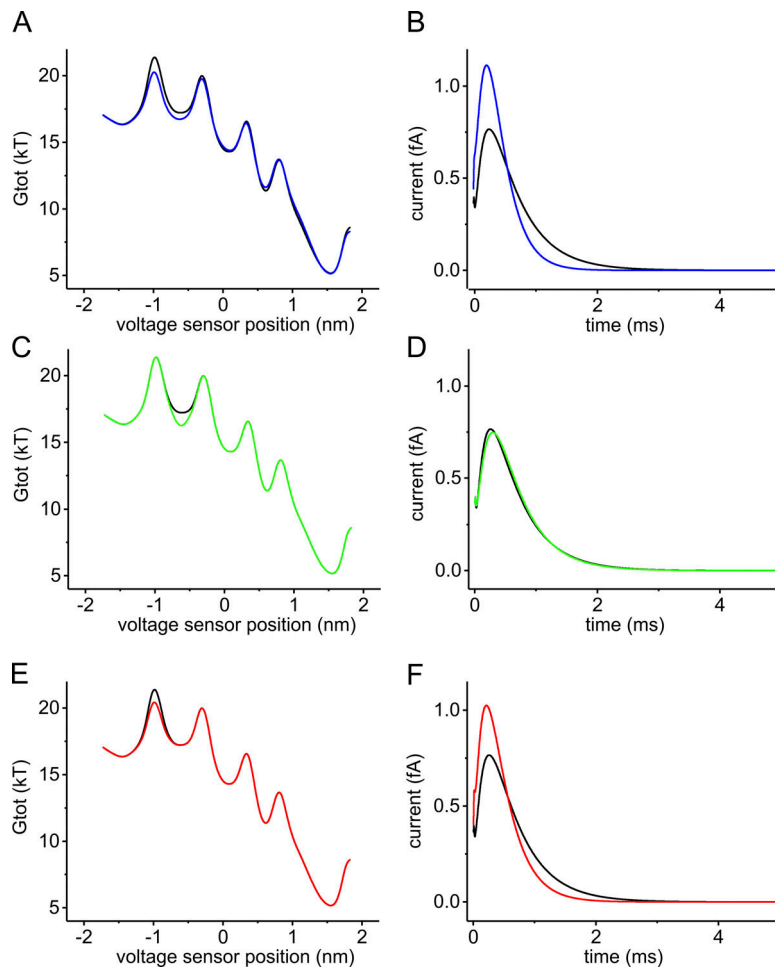 A
B
20
15
10
5
Gtot (kT)
-2
-1
0
1
2
voltage sensor position (nm)
1.0
0.5
0.0
current (fA)
0
2
4
time (ms)
C
D
20
15
10
5
Gtot (kT)
-2
-1
0
1
2
voltage sensor position (nm)
1.0
0.5
0.0
current (fA)
0
2
4
time (ms)
E
F
20
15
10
5
Gtot (kT)
-2
-1
0
1
2
voltage sensor position (nm)
1.0
0.5
0.0
current (fA)
0
2
4
time (ms)